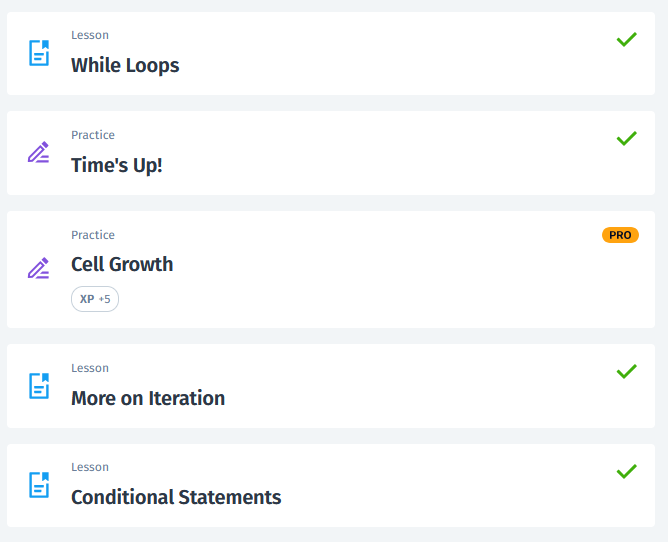 Lesson
While Loops
Practice
Time's Up!
Practice
PRO
Cell Growth
XP +5
Lesson
More on Iteration
Lesson
Conditional Statements